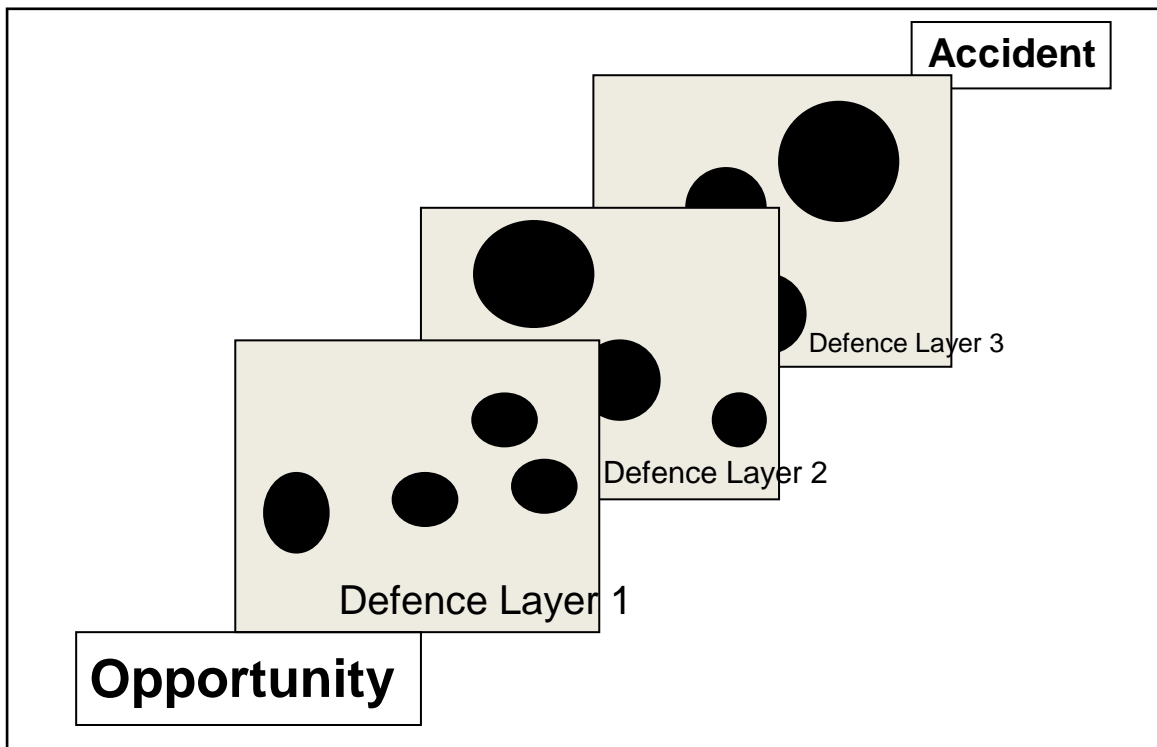 Accident
Defence Layer 3
Defence Layer 2
Defence Layer 1
Opportunity